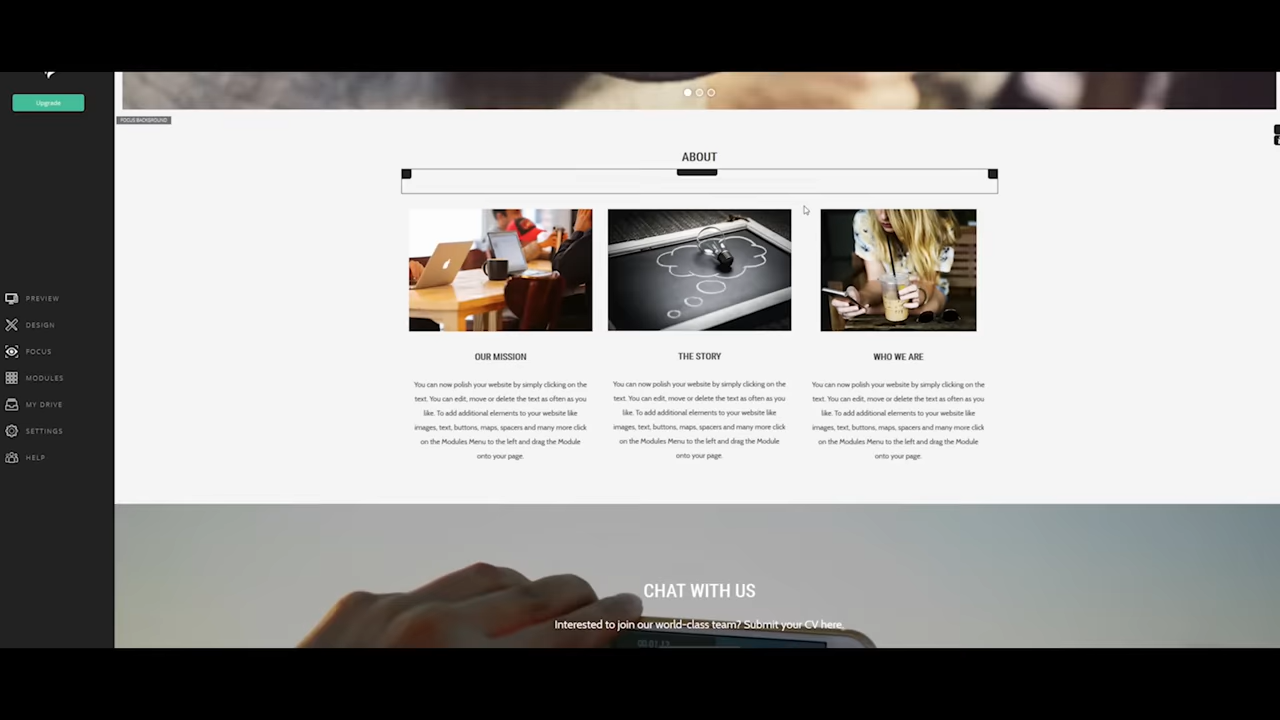 Upgrade
FOCUS BACKGROUND
PREVIEW
DESIGN
FOCUS
MODULES
MY DRIVE
SETTINGS
HELP
ABOUT
OUR MISSION
You can now polish your website by simply clicking on the
text. You can edit, move or delete the text as often as you
like. To add additional elements to your website like
images, text, buttons, maps, spacers and many more click
on the Modules Menu to the left and drag the Module
onto your page.
THE STORY
You can now polish your website by simply clicking on the
text. You can edit, move or delete the text as often as you
like. To add additional elements to your website like
images, text, buttons, maps, spacers and many more click
on the Modules Menu to the left and drag the Module
onto your page.
WHO WE ARE
You can now polish your website by simply clicking on the
text. You can edit, move or delete the text as often as you
like. To add additional elements to your website like
images, text, buttons, maps, spacers and many more click
on the Modules Menu to the left and drag the Module
onto your page.
CHAT WITH US
Interested to join our world-class team? Submit your CV here.